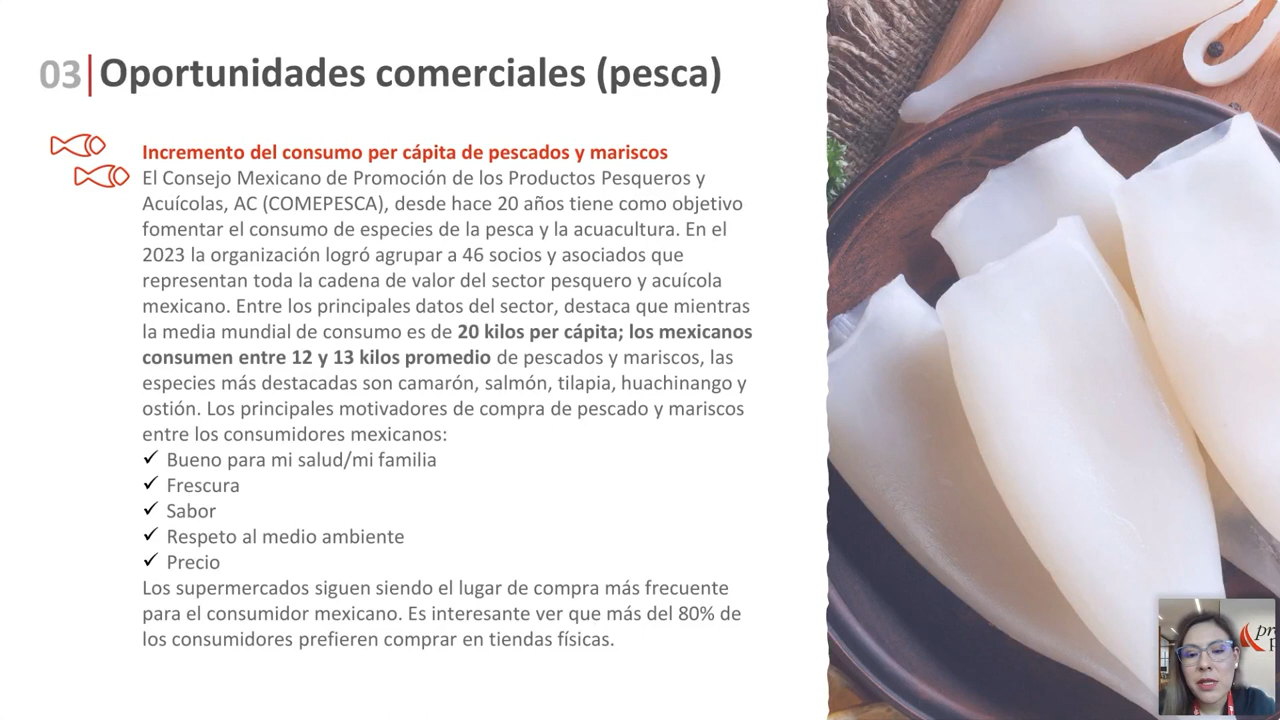 03 Oportunidades comerciales (pesca)
Incremento del consumo per cápita de pescados y mariscos
El Consejo Mexicano de Promoción de los Productos Pesqueros y
Acuícolas, AC (COMEPESCA), desde hace 20 años tiene como objetivo
fomentar el consumo de especies de la pesca y la acuacultura. En el
2023 la organización logró agrupar a 46 socios y asociados que
representan toda la cadena de valor del sector pesquero y acuícola
mexicano. Entre los principales datos del sector, destaca que mientras
la media mundial de consumo es de 20 kilos per cápita; los mexicanos
consumen entre 12 y 13 kilos promedio de pescados y mariscos, las
especies más destacadas son camarón, salmón, tilapia, huachinango y
ostión. Los principales motivadores de compra de pescado y mariscos
entre los consumidores mexicanos:
✓ Bueno para mi salud/mi familia
✓ Frescura
✓ Sabor
✓ Respeto al medio ambiente
✓ Precio
Los supermercados siguen siendo el lugar de compra más frecuente
para el consumidor mexicano. Es interesante ver que más del 80% de
los consumidores prefieren comprar en tiendas físicas.